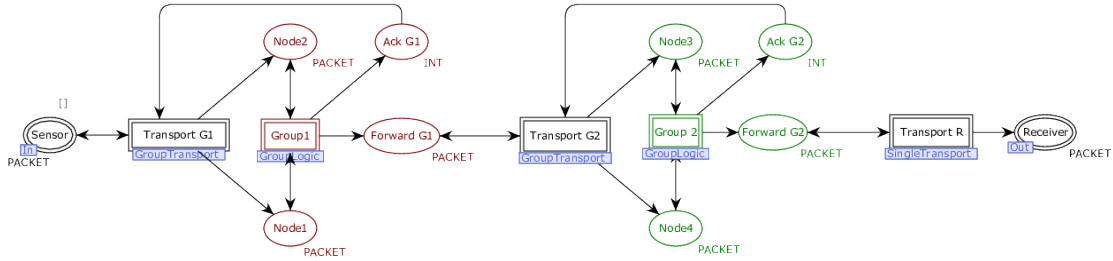 Node2
Ack G1
Node3
Ack G2
PACKET
INT
PACKET
INT
[]
Sensor
Transport G1
Group1
Forward G1
Transport G2
Group 2
Forward G2
Transport R
Receiver
In
GroupTransport
GroupLogic
GroupTransport
GroupLogic
SingleTransport
Out
PACKET
PACKET
PACKET
PACKET
Node1
Node4
PACKET
PACKET